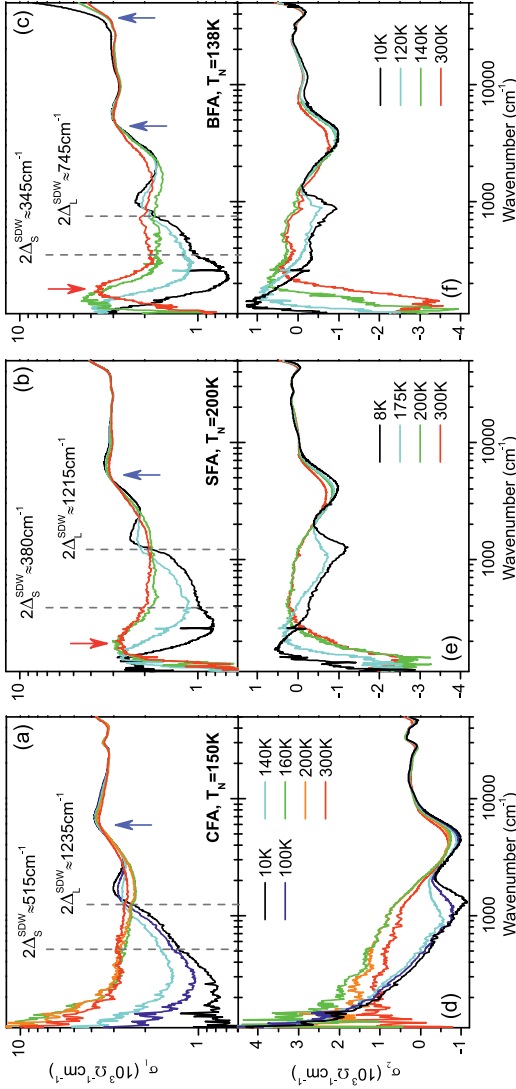 (a)
2Δ_S^SDW≈515cm⁻¹
2Δ_L^SDW≈1235cm⁻¹
CFA, T_N=150K
10
1
σ₁ (10³Ω⁻¹cm⁻¹)
(b)
2Δ_S^SDW≈380cm⁻¹
2Δ_L^SDW≈1215cm⁻¹
SFA, T_N=200K
10
1
(c)
2Δ_S^SDW≈345cm⁻¹
2Δ_L^SDW≈745cm⁻¹
BFA, T_N=138K
10
1
(d)
10K
100K
140K
160K
200K
300K
4
3
2
1
0
-1
σ₂ (10³Ω⁻¹cm⁻¹)
1000
10000
Wavenumber (cm⁻¹)
(e)
8K
175K
200K
300K
1
0
-1
-2
-3
-4
1000
10000
Wavenumber (cm⁻¹)
(f)
10K
120K
140K
300K
1
0
-1
-2
-3
-4
1000
10000
Wavenumber (cm⁻¹)